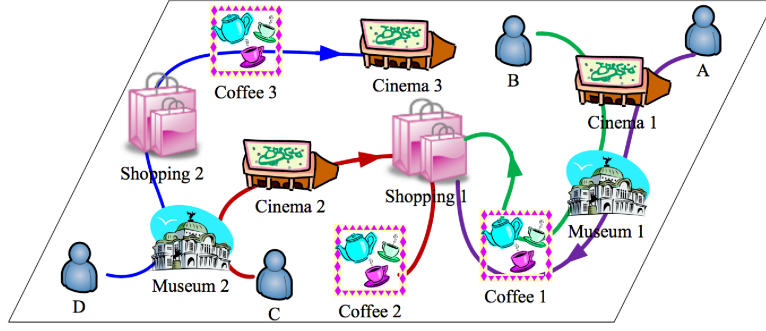 A
B
Coffee 3
Cinema 3
Cinema 1
Shopping 2
Cinema 2
Shopping 1
Museum 1
Museum 2
Coffee 1
D
C
Coffee 2